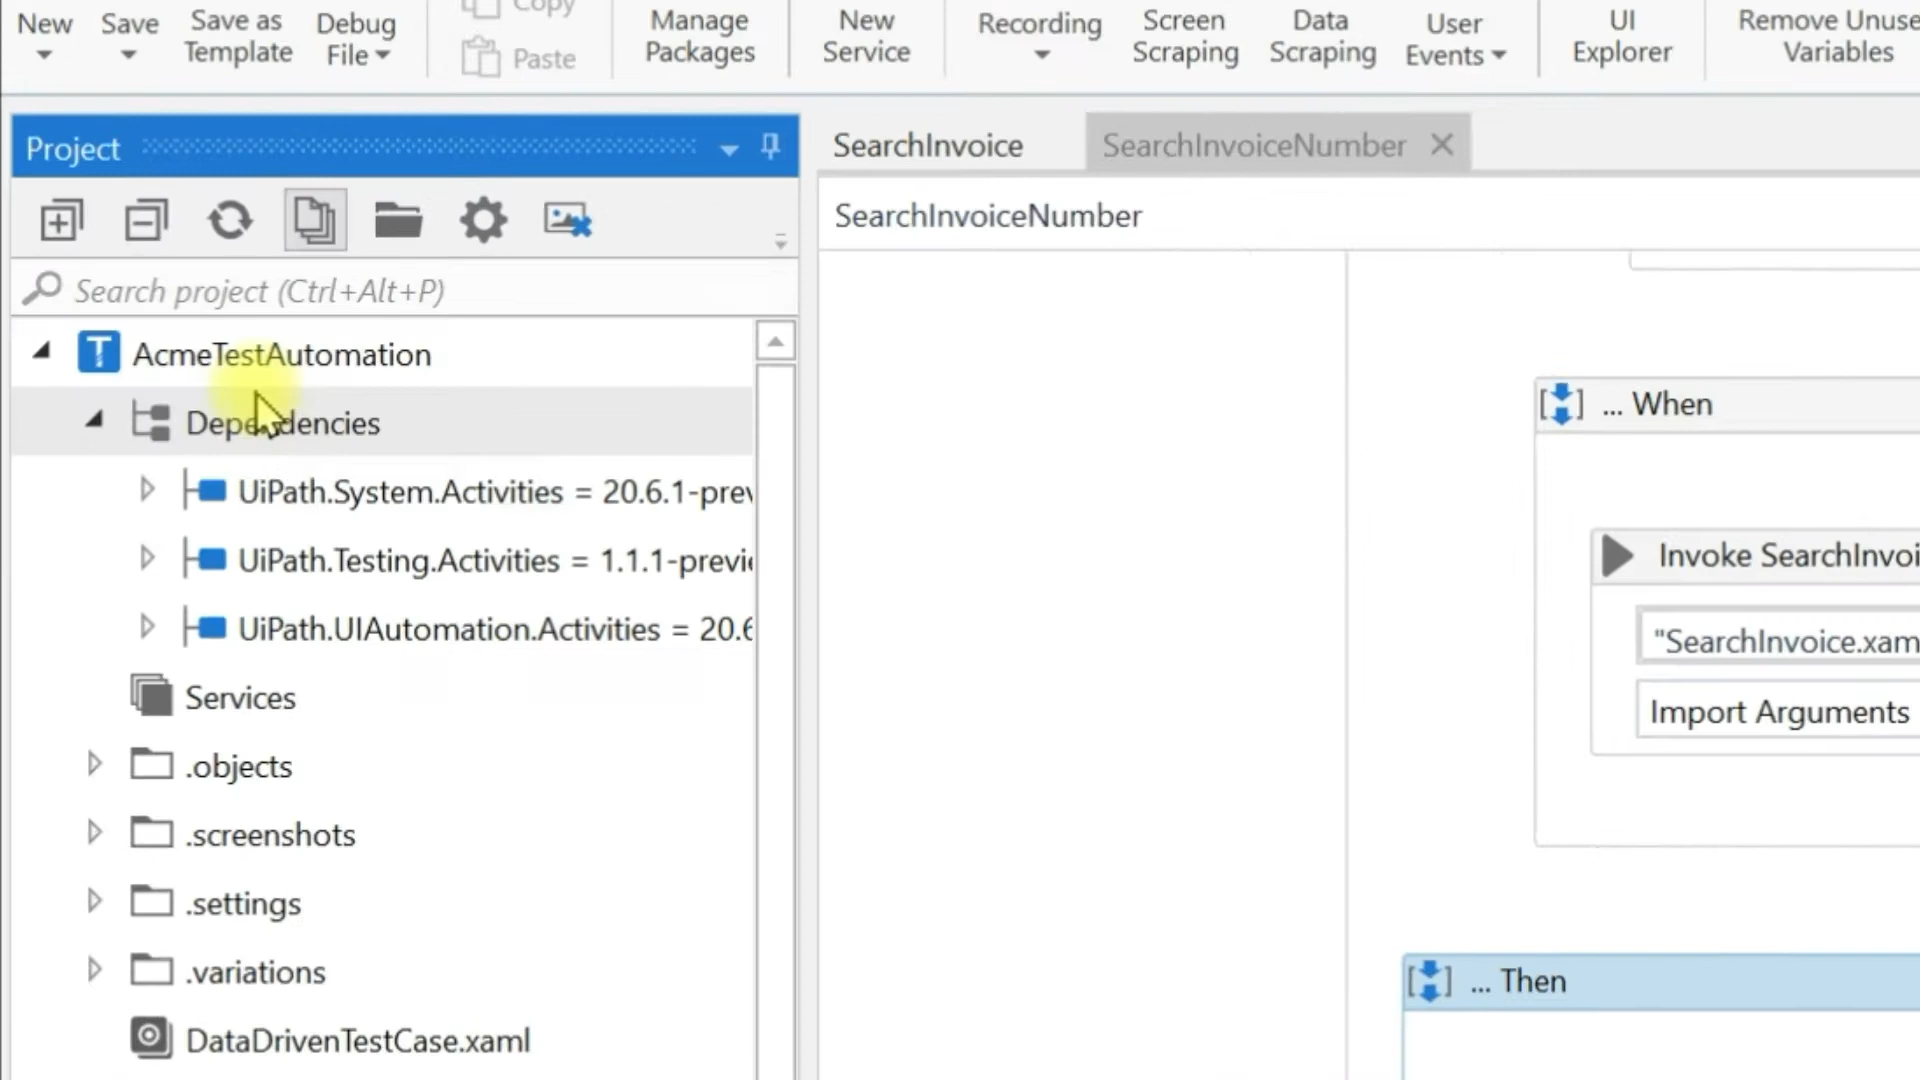 New
Save
Save as
Template
Debug
File
Copy
Paste
Manage
Packages
New
Service
Recording
Screen
Scraping
Data
Scraping
User
Events
UI
Explorer
Remove Unuse
Variables
Project
SearchInvoice
SearchInvoiceNumber
SearchInvoiceNumber
Search project (Ctrl+Alt+P)
AcmeTestAutomation
Dependencies
UiPath.System.Activities = 20.6.1-prev
UiPath.Testing.Activities = 1.1.1-previe
UiPath.UIAutomation.Activities = 20.6
Services
.objects
.screenshots
.settings
.variations
DataDrivenTestCase.xaml
... When
Invoke SearchInvoi
"SearchInvoice.xam
Import Arguments
... Then